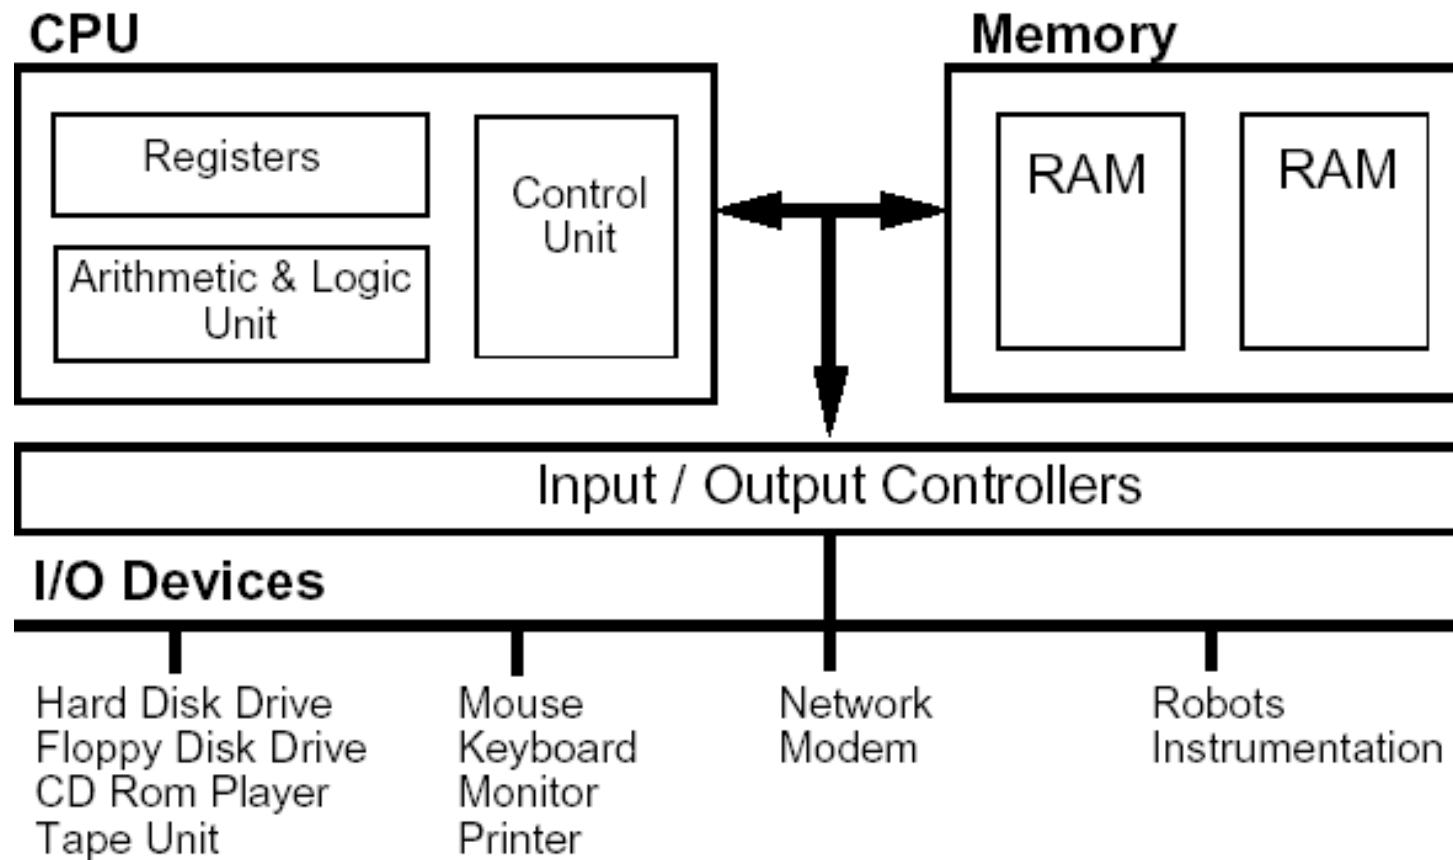 CPU
Memory
Registers
Arithmetic & Logic
Unit
Control
Unit
RAM
RAM
Input / Output Controllers
I/O Devices
Hard Disk Drive
Floppy Disk Drive
CD Rom Player
Tape Unit
Mouse
Keyboard
Monitor
Printer
Network
Modem
Robots
Instrumentation